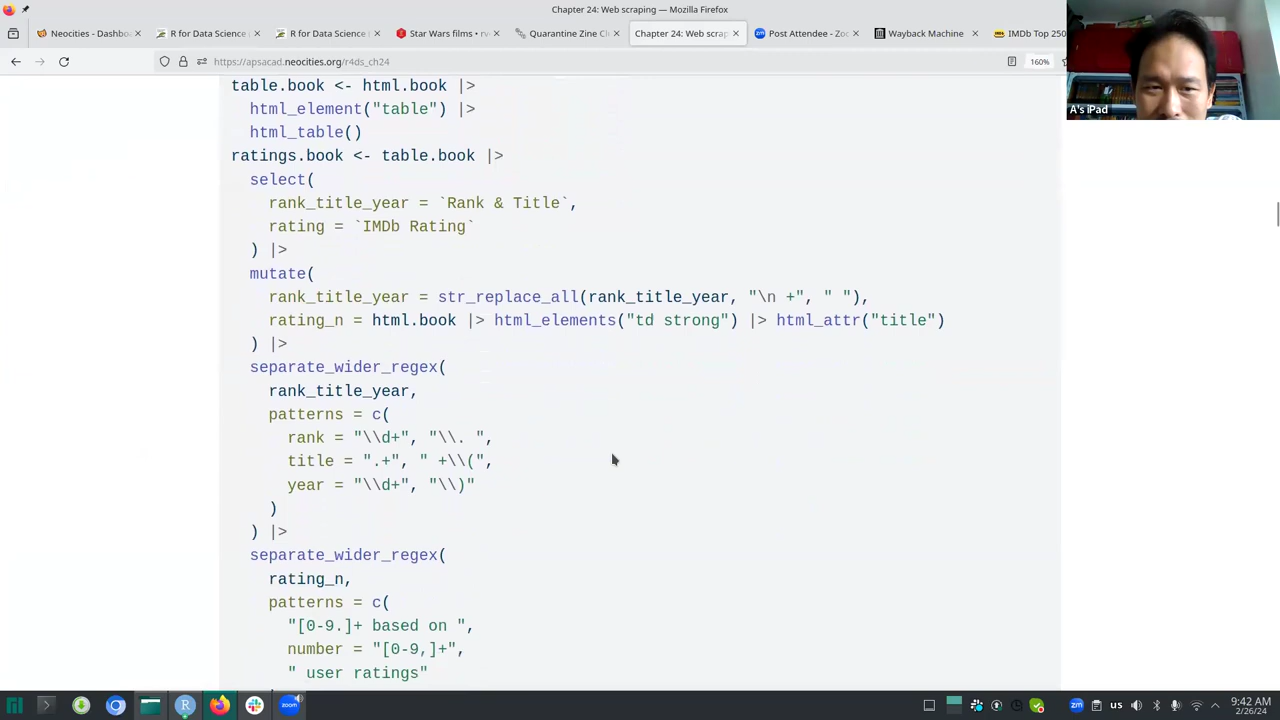 Chapter 24: Web scraping — Mozilla Firefox
Neocities - Dashbo
R for Data Science
R for Data Science
Star Wars films • rv
Quarantine Zine Cl
Chapter 24: Web scrap
Post Attendee - Zoo
Wayback Machine
IMDb Top 250
https://apsacad.neocities.org/r4ds_ch24
160%
A's iPad
table.book <- html.book |>
html_element("table") |>
html_table()
ratings.book <- table.book |>
select(
rank_title_year = `Rank & Title`,
rating = `IMDb Rating`
) |>
mutate(
rank_title_year = str_replace_all(rank_title_year, "\n +", " "),
rating_n = html.book |> html_elements("td strong") |> html_attr("title")
) |>
separate_wider_regex(
rank_title_year,
patterns = c(
rank = "\\d+", "\\. ",
title = ".+", " +\\(",
year = "\\d+", "\\)"
)
) |>
separate_wider_regex(
rating_n,
patterns = c(
"[0-9.]+ based on ",
number = "[0-9,]+",
" user ratings"
us
9:42 AM
2/26/24